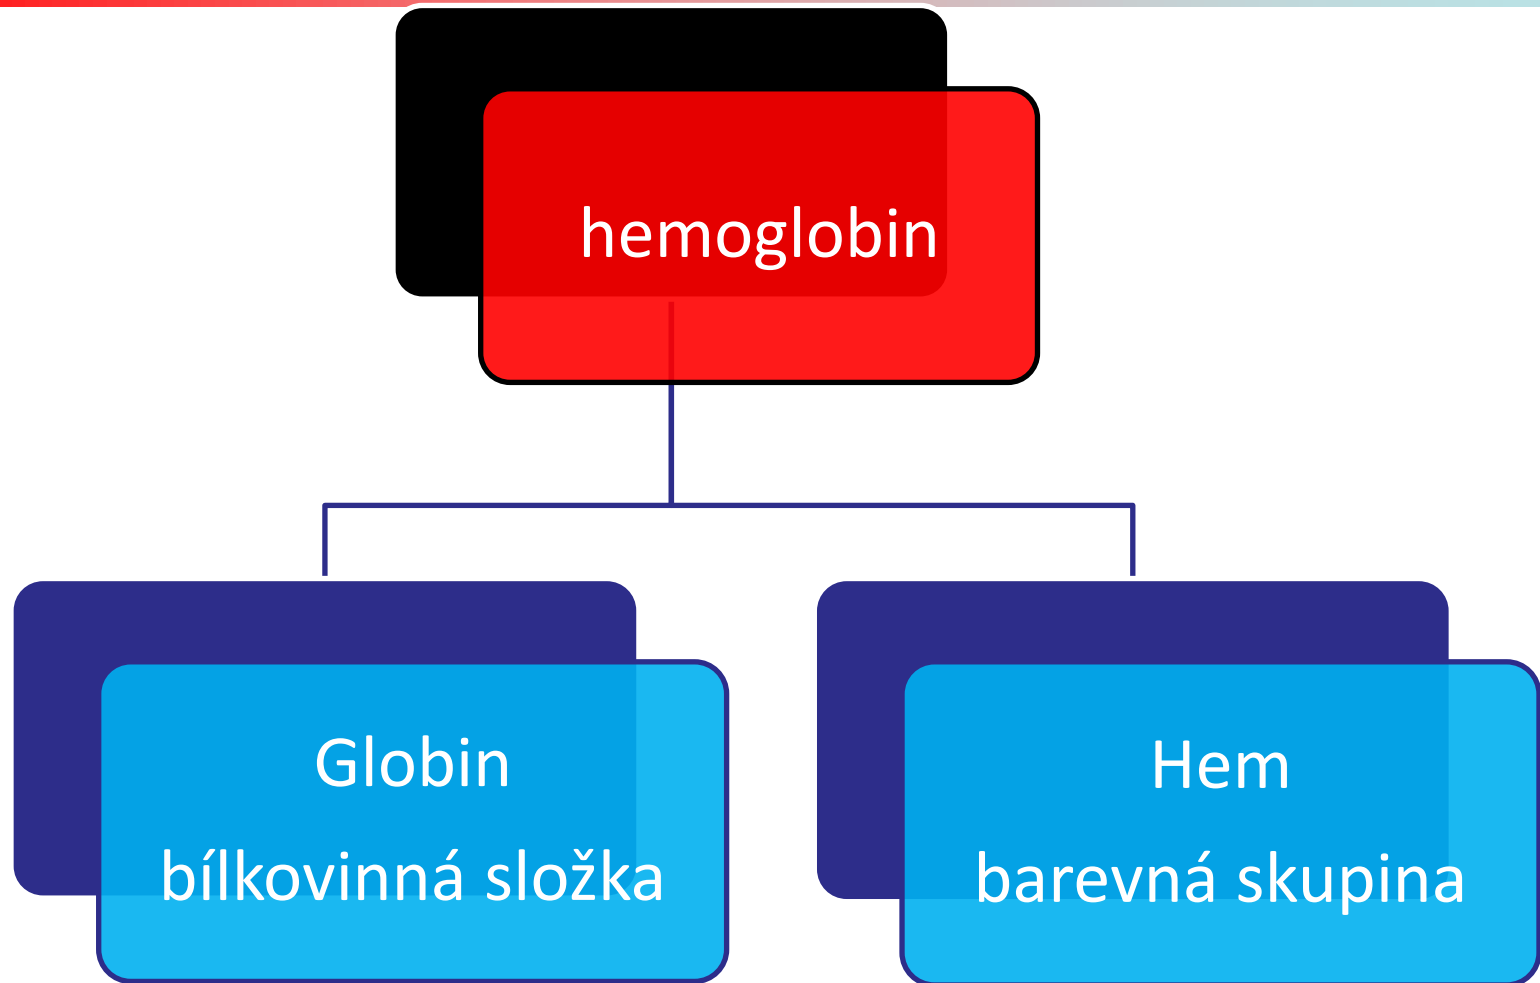 hemoglobin
Globin
bílkovinná složka
Hem
barevná skupina